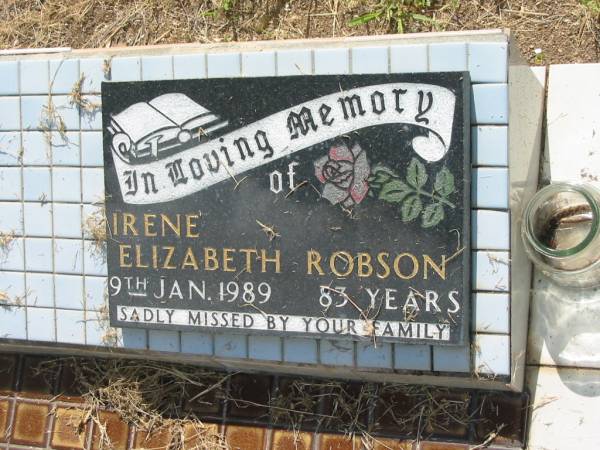 In Loving Memory
of
IRENE
ELIZABETH ROBSON
9TH JAN. 1989 83 YEARS
SADLY MISSED BY YOUR FAMILY